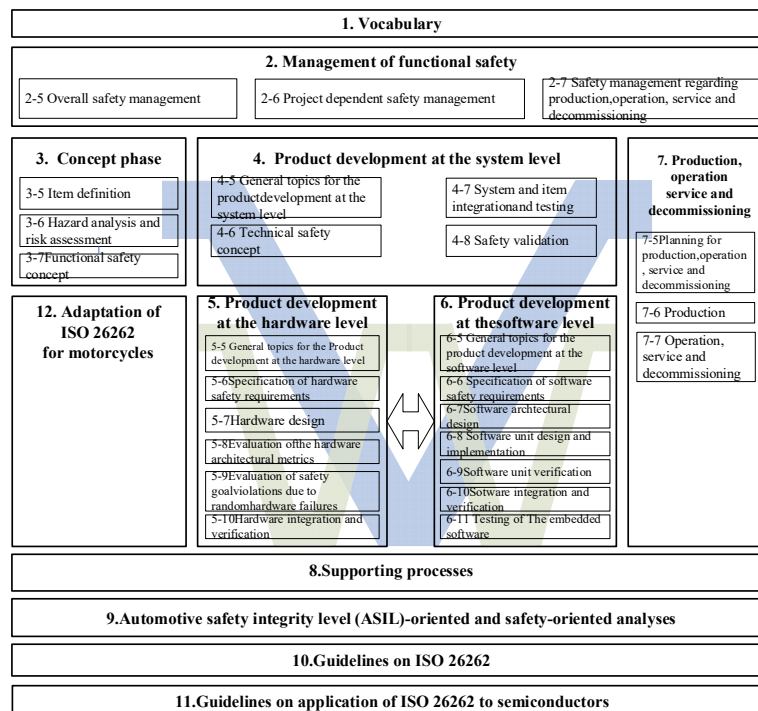 1. Vocabulary
2. Management of functional safety
2-5 Overall safety management
2-6 Project dependent safety management
2-7 Safety management regarding
production,operation, service and
decommissioning
3. Concept phase
3-5 Item definition
3-6 Hazard analysis and
risk assessment
3-7Functional safety
concept
4. Product development at the system level
4-5 General topics for the
productdevelopment at the
system level
4-6 Technical safety
concept
4-7 System and item
integrationand testing
4-8 Safety validation
7. Production,
operation
service and
decommissioning
7-5Planning for
production,operation
, service and
decommissioning
7-6 Production
7-7 Operation,
service and
decommissioning
12. Adaptation of
ISO 26262
for motorcycles
5. Product development
at the hardware level
5-5 General topics for the Product
development at the hardware level
5-6Specification of hardware
safety requirements
5-7Hardware design
5-8Evaluation ofthe hardware
architectural metrics
5-9Evaluation of safety
goalviolations due to
randomhardware failures
5-10Hardware integration and
verification
6. Product development
at thesoftware level
6-5 General topics for the
product development at the
software level
6-6 Specification of software
safety requirements
6-7Software archtectural
design
6-8 Software unit design and
implementation
6-9Software unit verification
6-10Sotware integration and
verification
6-11 Testing of The embedded
software
8.Supporting processes
9.Automotive safety integrity level (ASIL)-oriented and safety-oriented analyses
10.Guidelines on ISO 26262
11.Guidelines on application of ISO 26262 to semiconductors